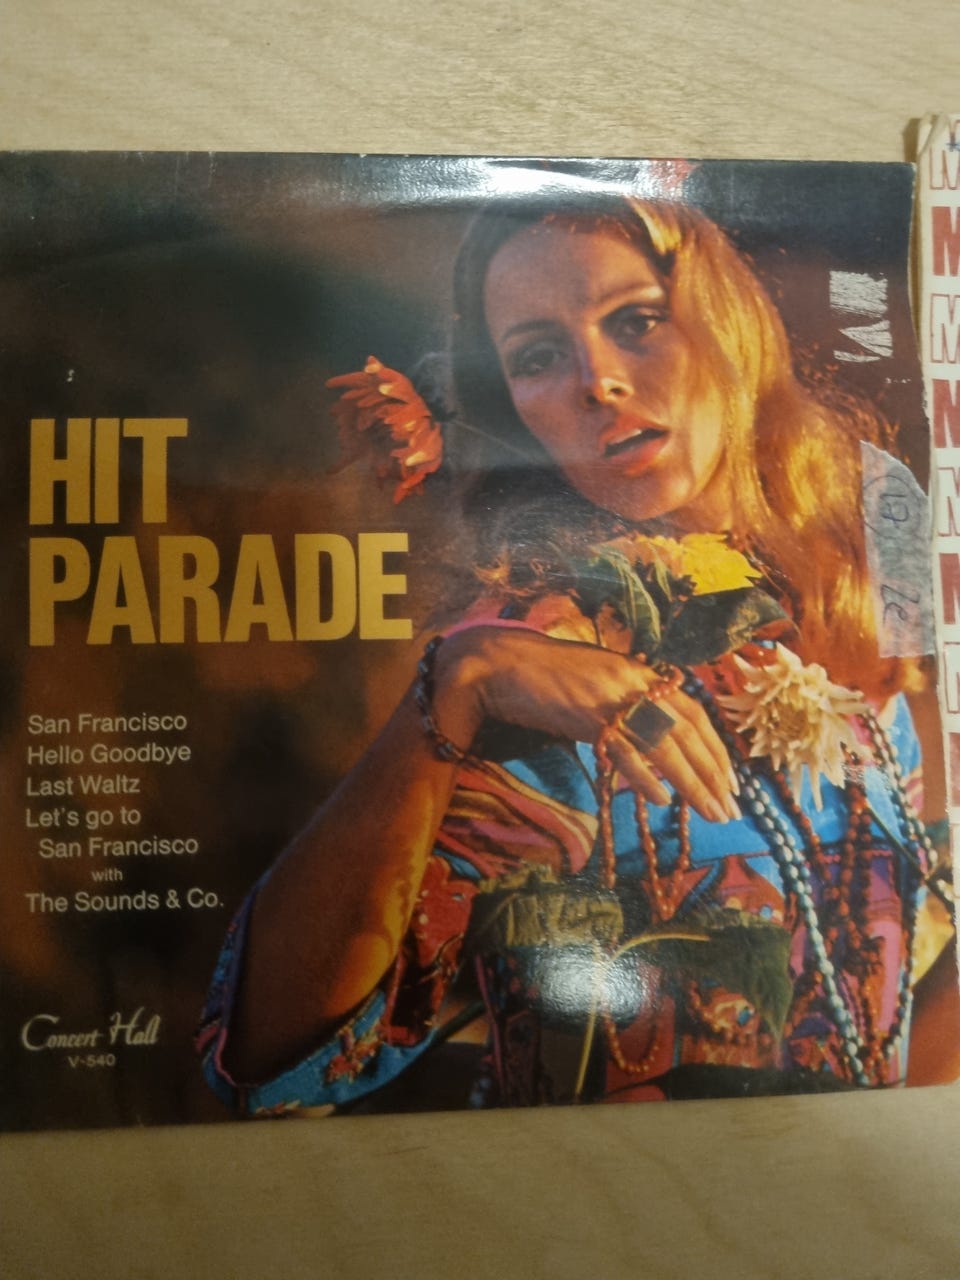 HIT
PARADE
San Francisco
Hello Goodbye
Last Waltz
Let's go to
San Francisco
with
The Sounds & Co.
Concert Hall
V-540
M
M
M
M
M
M